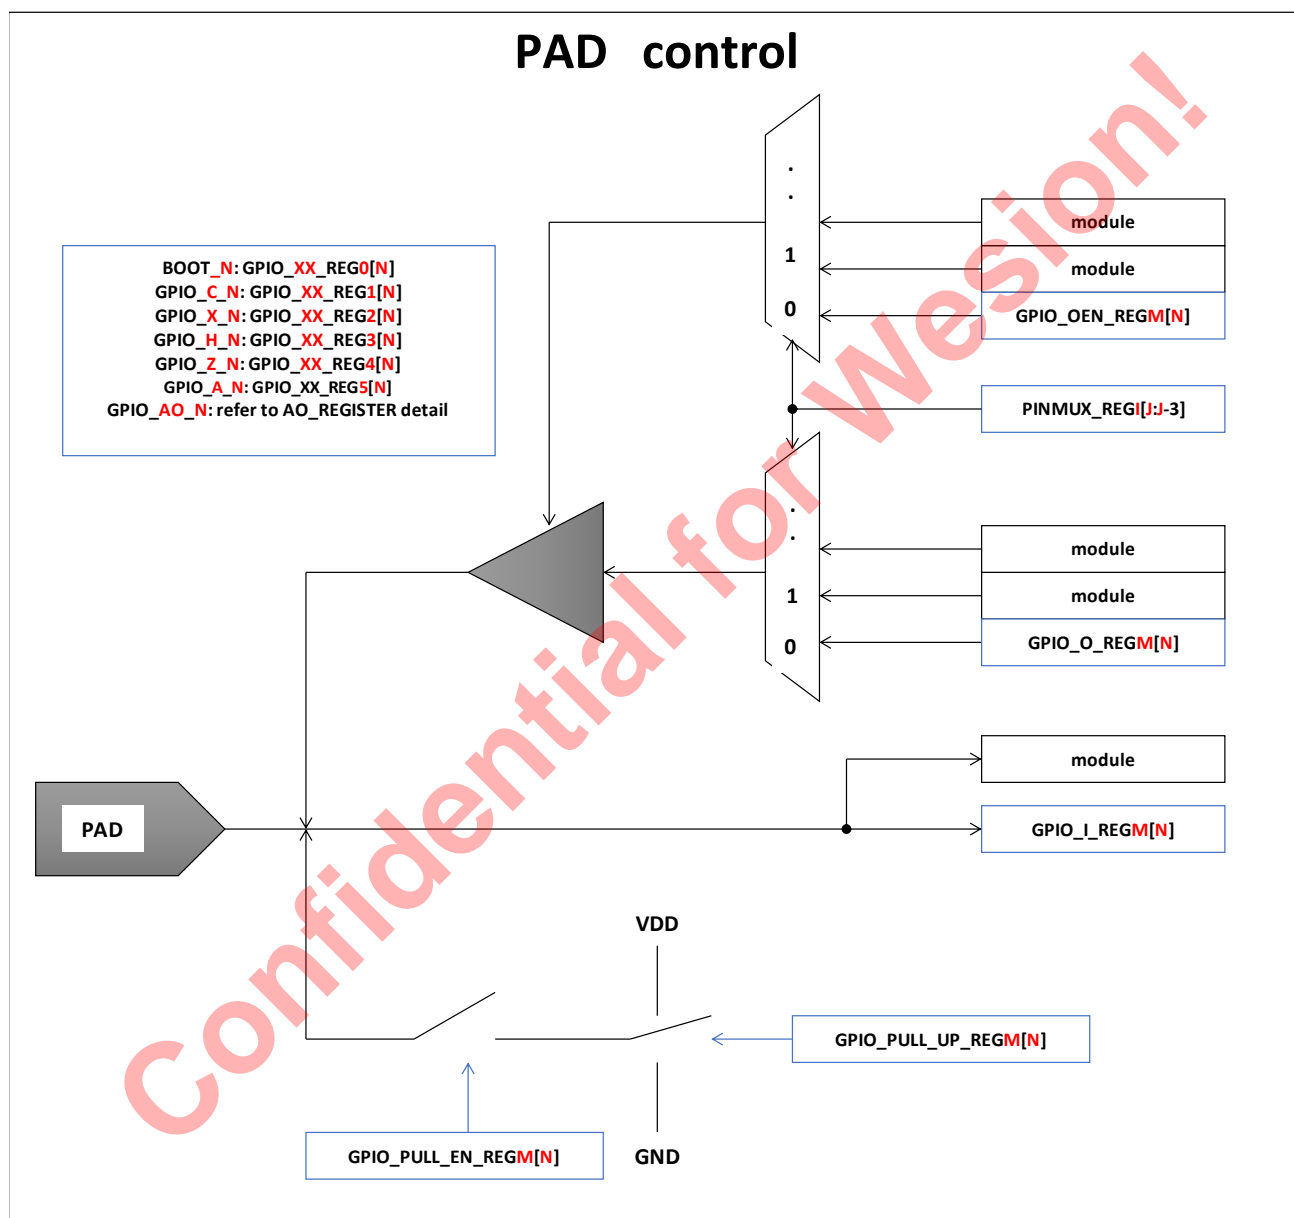 PAD control
.
.
1
0
module
module
GPIO_OEN_REGM[N]
BOOT_N: GPIO_XX_REG0[N]
GPIO_C_N: GPIO_XX_REG1[N]
GPIO_X_N: GPIO_XX_REG2[N]
GPIO_H_N: GPIO_XX_REG3[N]
GPIO_Z_N: GPIO_XX_REG4[N]
GPIO_A_N: GPIO_XX_REG5[N]
GPIO_AO_N: refer to AO_REGISTER detail
PINMUX_REGI[J:J-3]
.
.
1
0
module
module
GPIO_O_REGM[N]
module
PAD
GPIO_I_REGM[N]
VDD
GPIO_PULL_UP_REGM[N]
GPIO_PULL_EN_REGM[N]
GND
Confidential for Wesion!